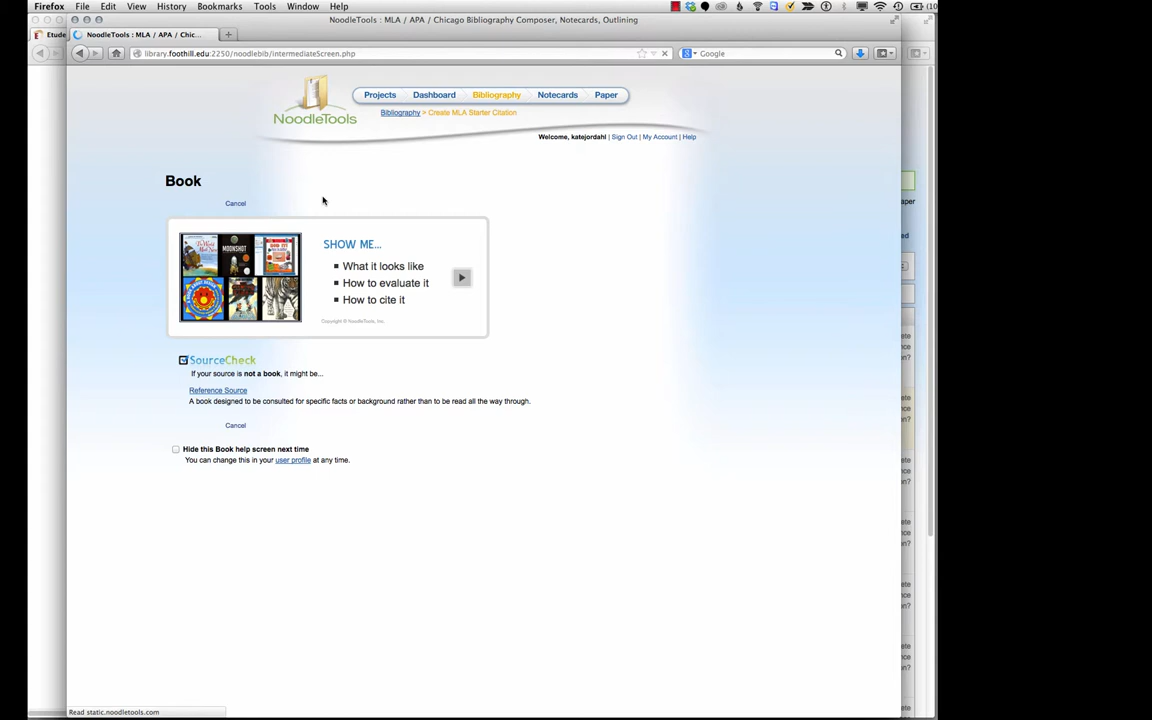 Firefox File Edit View History Bookmarks Tools Window Help
NoodleTools : MLA / APA / Chicago Bibliography Composer, Notecards, Outlining
Etude
NoodleTools : MLA / APA / Chic...
library.foothill.edu:2250/noodlebib/intermediateScreen.php
Google
NoodleTools
Projects Dashboard Bibliography Notecards Paper
Bibliography > Create MLA Starter Citation
Welcome, katejordahl | Sign Out | My Account | Help
Book
Cancel
MOONSHOT
SHOW ME...
What it looks like
How to evaluate it
How to cite it
Copyright © NoodleTools, Inc.
SourceCheck
If your source is not a book, it might be...
Reference Source
A book designed to be consulted for specific facts or background rather than to be read all the way through.
Cancel
Hide this Book help screen next time
You can change this in your user profile at any time.
Read static.noodletools.com